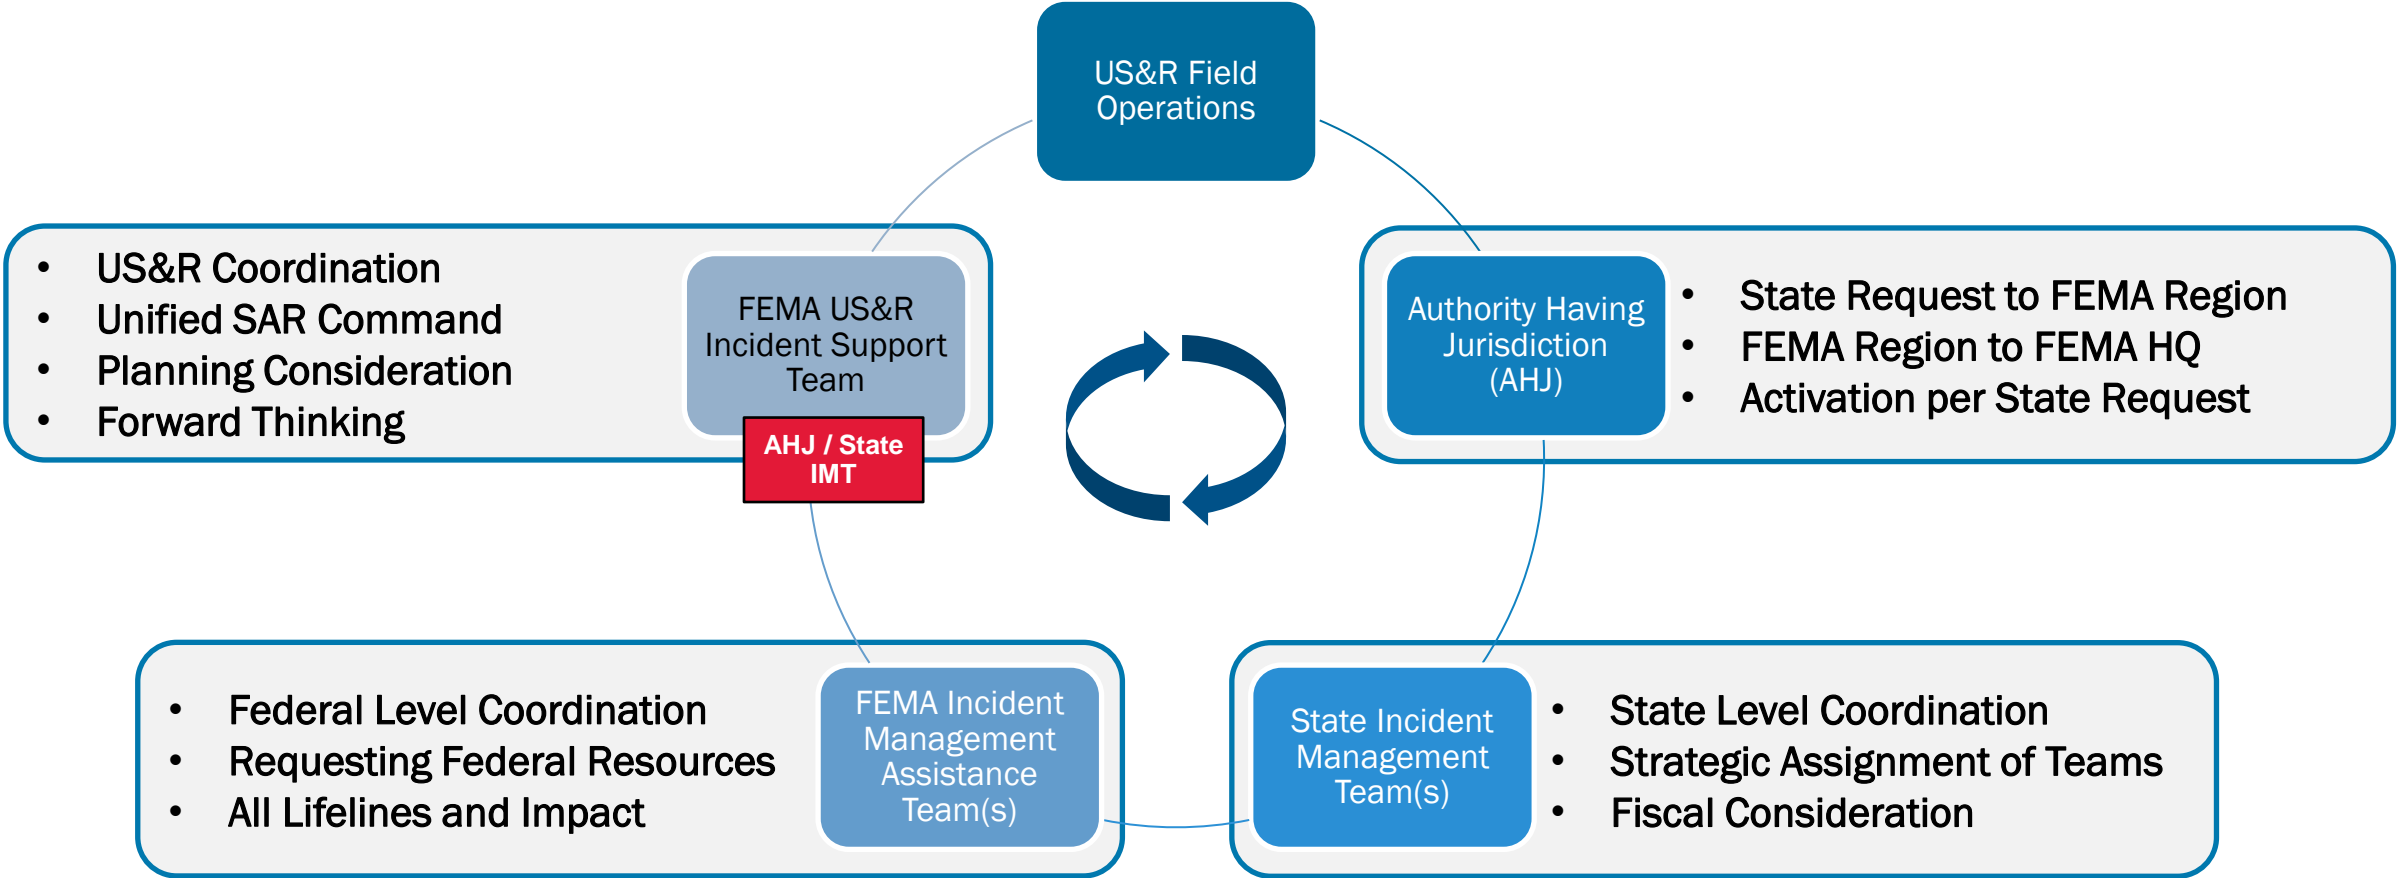 US&R Field
Operations
• US&R Coordination
• Unified SAR Command
• Planning Consideration
• Forward Thinking
FEMA US&R
Incident Support
Team
AHJ / State
IMT
Authority Having
Jurisdiction
(AHJ)
• State Request to FEMA Region
• FEMA Region to FEMA HQ
• Activation per State Request
• Federal Level Coordination
• Requesting Federal Resources
• All Lifelines and Impact
FEMA Incident
Management
Assistance
Team(s)
State Incident
Management
Team(s)
• State Level Coordination
• Strategic Assignment of Teams
• Fiscal Consideration